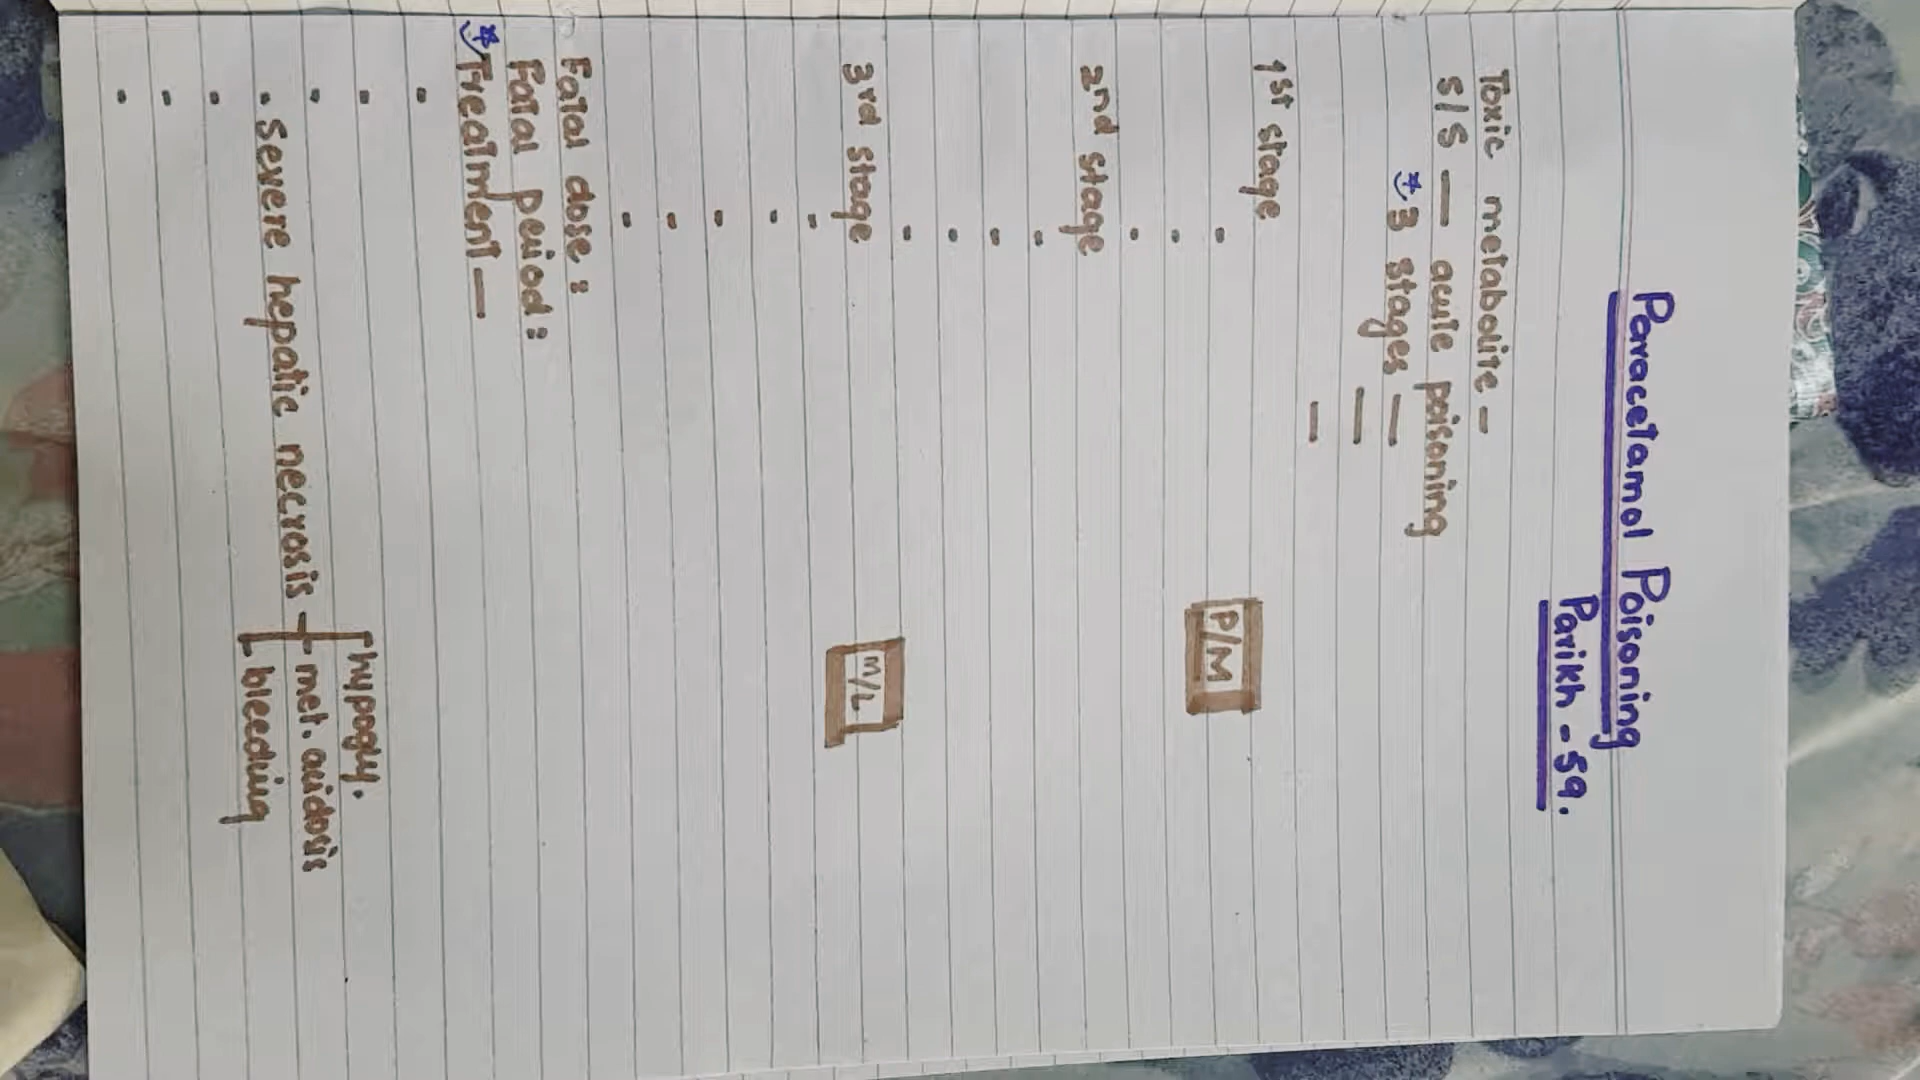 Paracetamol Poisoning
Parikh - 59.
Toxic metabolite -
S/S — acute poisoning
* 3 stages —
—
—
1st stage
P/M
2nd stage
3rd stage
M/L
Fatal dose :
Fatal peiod :
* Treatment —
hypogly.
• severe hepatic necrosis - met. acidosis
bleeding